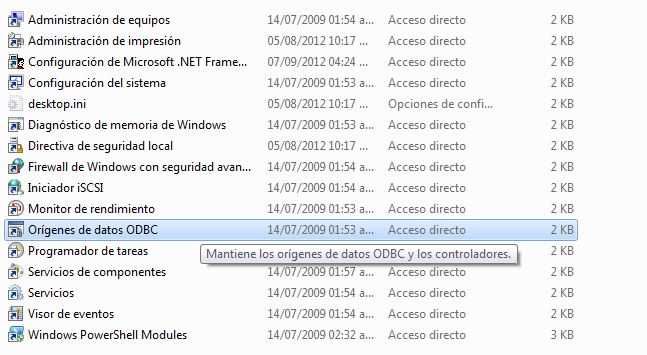 Administración de equipos 14/07/2009 01:54 a... Acceso directo 2 KB
Administración de impresión 05/08/2012 10:17 ... Acceso directo 2 KB
Configuración de Microsoft .NET Frame... 07/09/2012 04:24 ... Acceso directo 2 KB
Configuración del sistema 14/07/2009 01:53 a... Acceso directo 2 KB
desktop.ini 05/08/2012 10:17 ... Opciones de confi... 2 KB
Diagnóstico de memoria de Windows 14/07/2009 01:53 a... Acceso directo 2 KB
Directiva de seguridad local 05/08/2012 10:17 ... Acceso directo 2 KB
Firewall de Windows con seguridad avan... 14/07/2009 01:54 a... Acceso directo 2 KB
Iniciador iSCSI 14/07/2009 01:54 a... Acceso directo 2 KB
Monitor de rendimiento 14/07/2009 01:53 a... Acceso directo 2 KB
Orígenes de datos ODBC 14/07/2009 01:53 a... Acceso directo 2 KB
Programador de tareas Acceso directo 2 KB
Mantiene los orígenes de datos ODBC y los controladores.
Servicios de componentes 14/07/2009 01:57 a... Acceso directo 2 KB
Servicios 14/07/2009 01:54 a... Acceso directo 2 KB
Visor de eventos 14/07/2009 01:54 a... Acceso directo 2 KB
Windows PowerShell Modules 14/07/2009 02:32 a... Acceso directo 3 KB